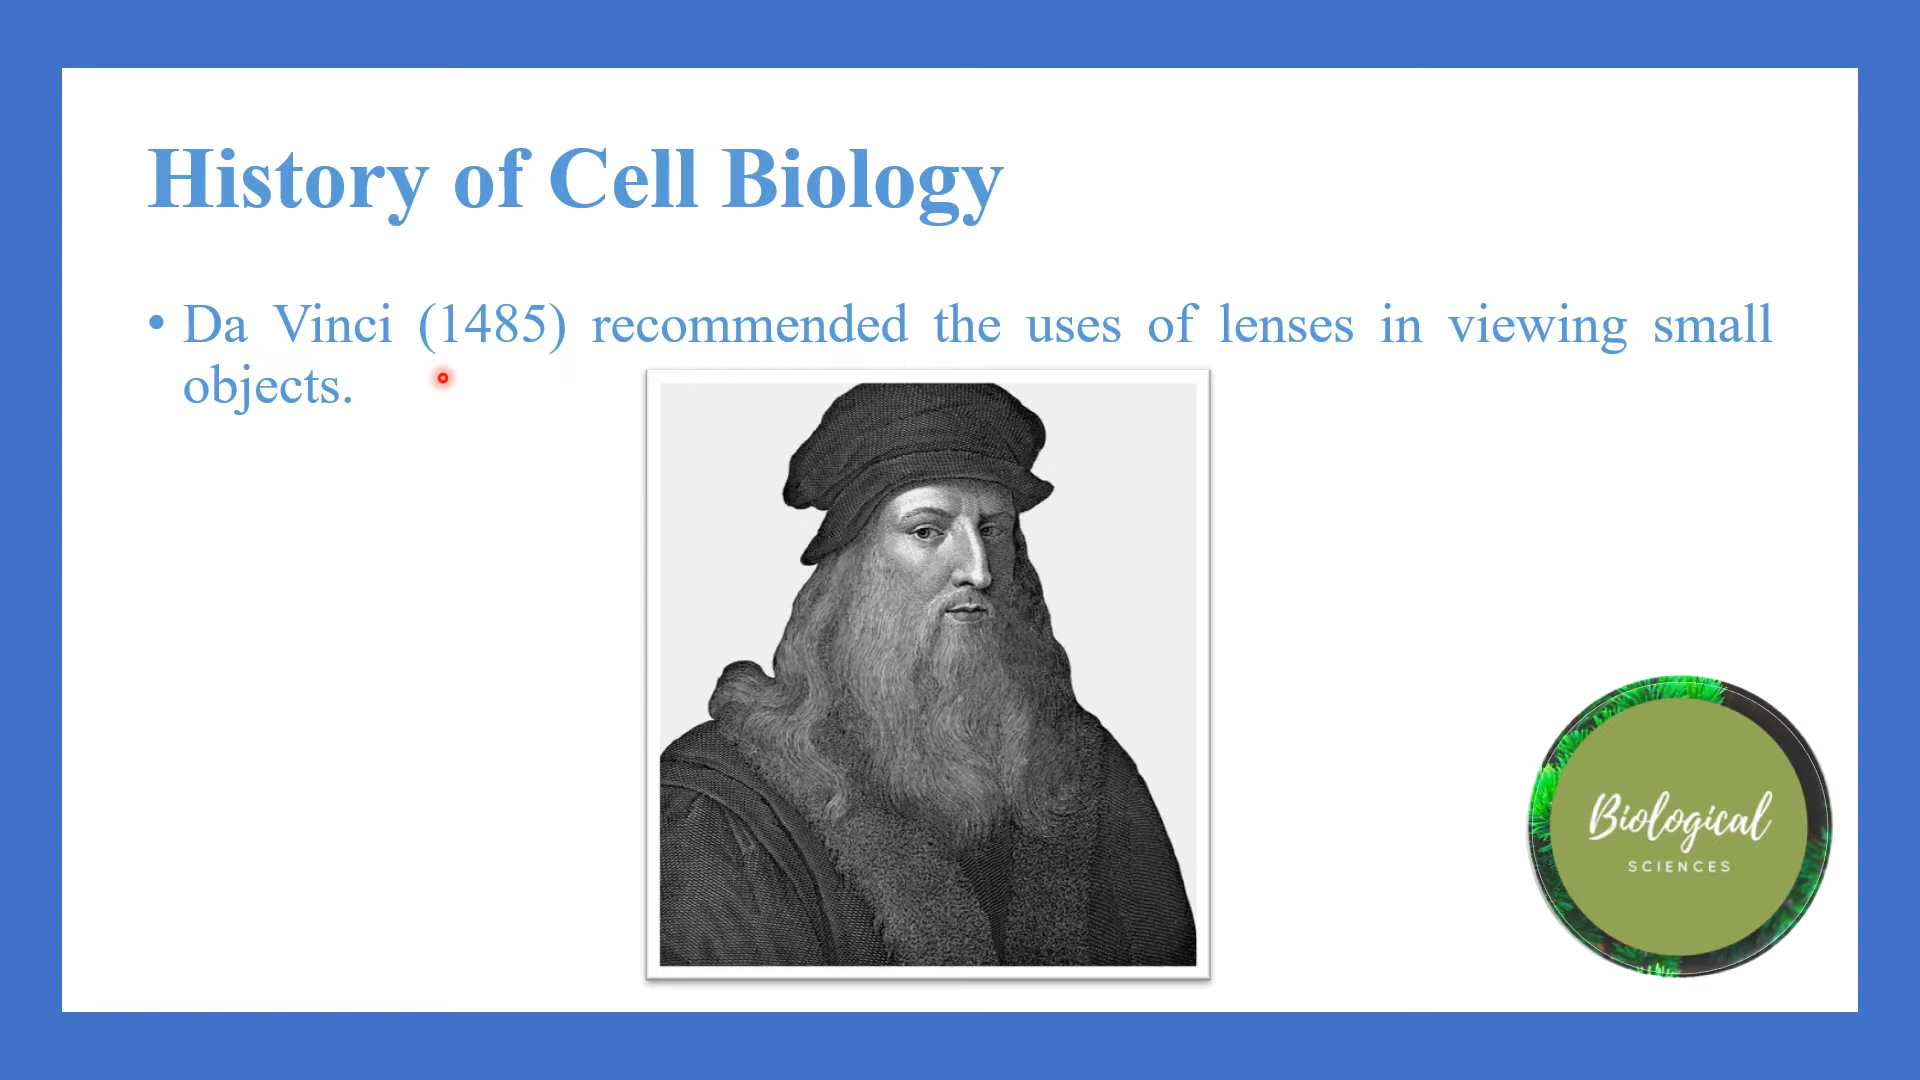 History of Cell Biology
• Da Vinci (1485) recommended the uses of lenses in viewing small
objects.
Biological
SCIENCES